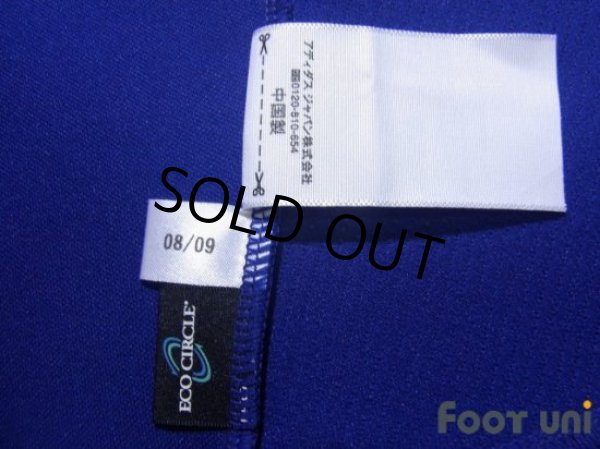 アディダス ジャパン株式会社
0120-810-654
中国製
SOLD OUT
08/09
ECO CIRCLE
FOOT UNI